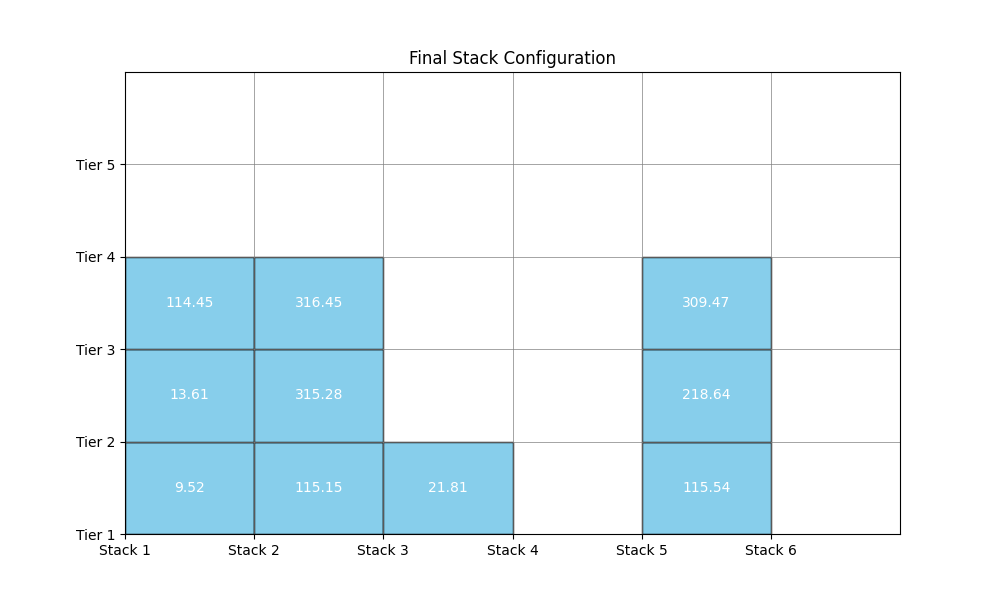 Final Stack Configuration
Tier 5
Tier 4
114.45 316.45 309.47
Tier 3
13.61 315.28 218.64
Tier 2
9.52 115.15 21.81 115.54
Tier 1
Stack 1 Stack 2 Stack 3 Stack 4 Stack 5 Stack 6